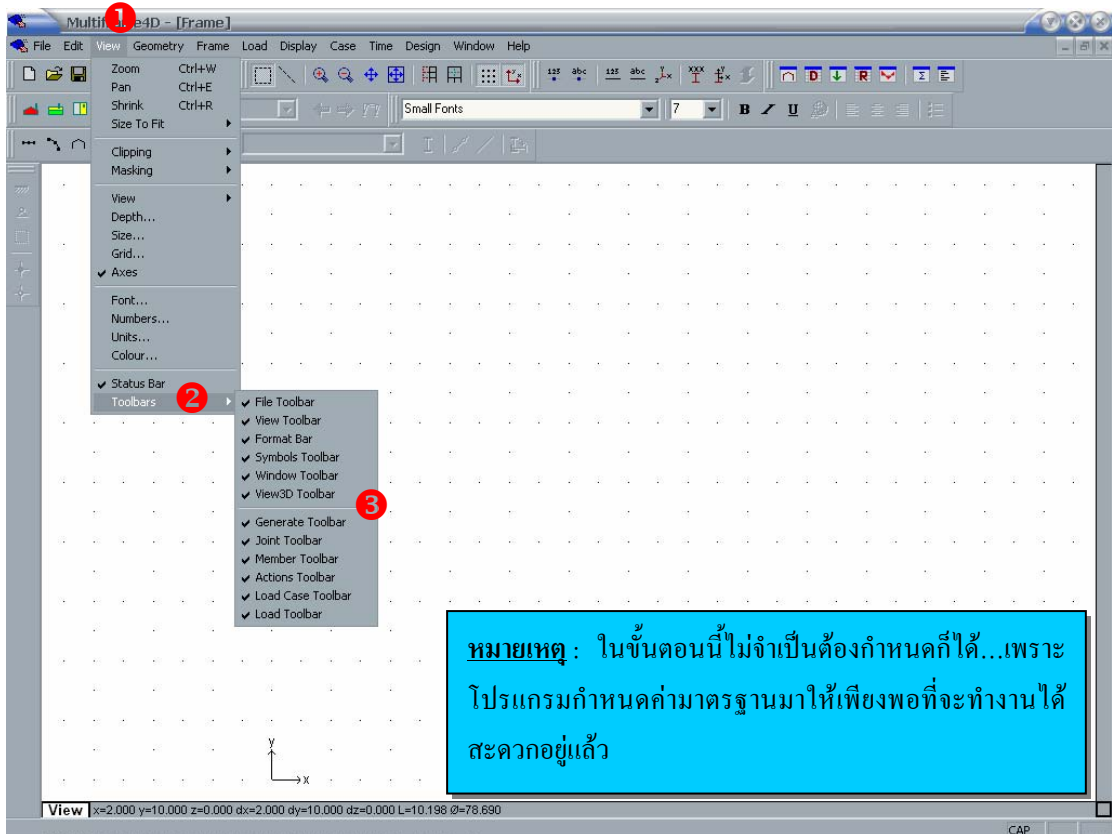 Multiframe4D - [Frame]
File Edit View Geometry Frame Load Display Case Time Design Window Help
Small Fonts 7 B I U
1
Zoom Ctrl+W
Pan Ctrl+E
Shrink Ctrl+R
Size To Fit
Clipping
Masking
View
Depth...
Size...
Grid...
Axes
Font...
Numbers...
Units...
Colour...
Status Bar
Toolbars
2
File Toolbar
View Toolbar
Format Bar
Symbols Toolbar
Window Toolbar
View3D Toolbar
3
Generate Toolbar
Joint Toolbar
Member Toolbar
Actions Toolbar
Load Case Toolbar
Load Toolbar
หมายเหตุ : ในขั้นตอนนี้ไม่จำเป็นต้องกำหนดก็ได้...เพราะ
โปรแกรมกำหนดค่ามาตรฐานมาให้เพียงพอที่จะทำงานได้
สะดวกอยู่แล้ว
y
x
View x=2.000 y=10.000 z=0.000 dx=2.000 dy=10.000 dz=0.000 L=10.198 Ø=78.690
CAP